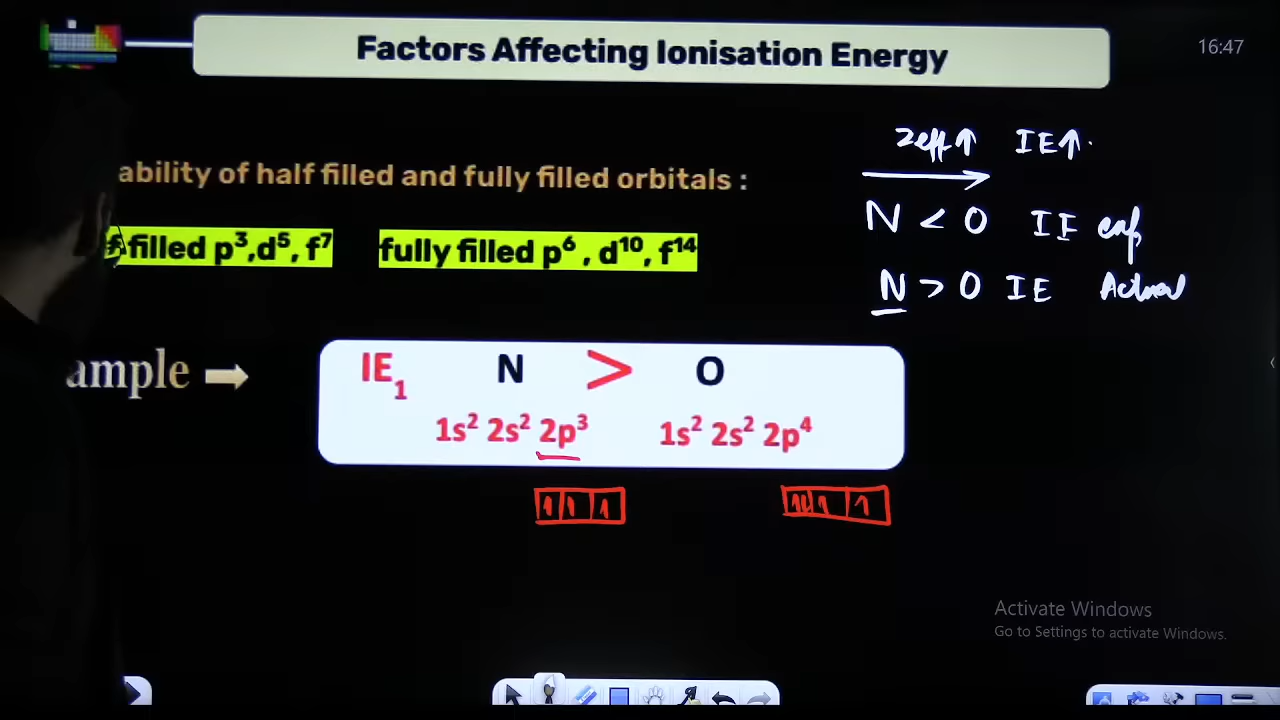 Factors Affecting Ionisation Energy
16:47
Zeff↑ IE↑
ability of half filled and fully filled orbitals :
N < O IE
filled p³,d⁵, f⁷ fully filled p⁶ , d¹⁰, f¹⁴
N > O IE Actual
ample ➡
IE₁ N > O
1s² 2s² 2p³ 1s² 2s² 2p⁴
Activate Windows
Go to Settings to activate Windows.